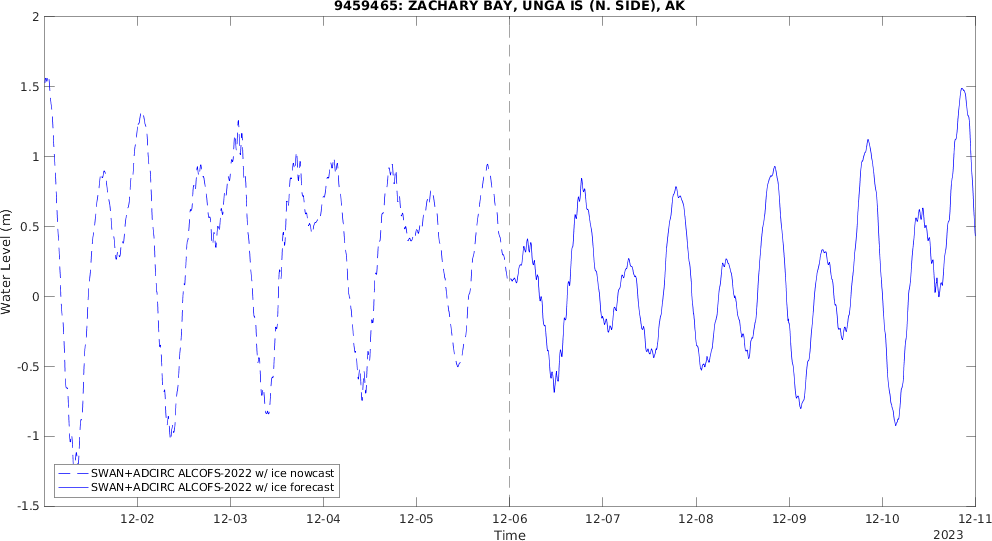 9459465: ZACHARY BAY, UNGA IS (N. SIDE), AK
Water Level (m)
2
1.5
1
0.5
0
-0.5
-1
-1.5
SWAN+ADCIRC ALCOFS-2022 w/ ice nowcast
SWAN+ADCIRC ALCOFS-2022 w/ ice forecast
12-02 12-03 12-04 12-05 12-06 12-07 12-08 12-09 12-10 12-11
Time
2023